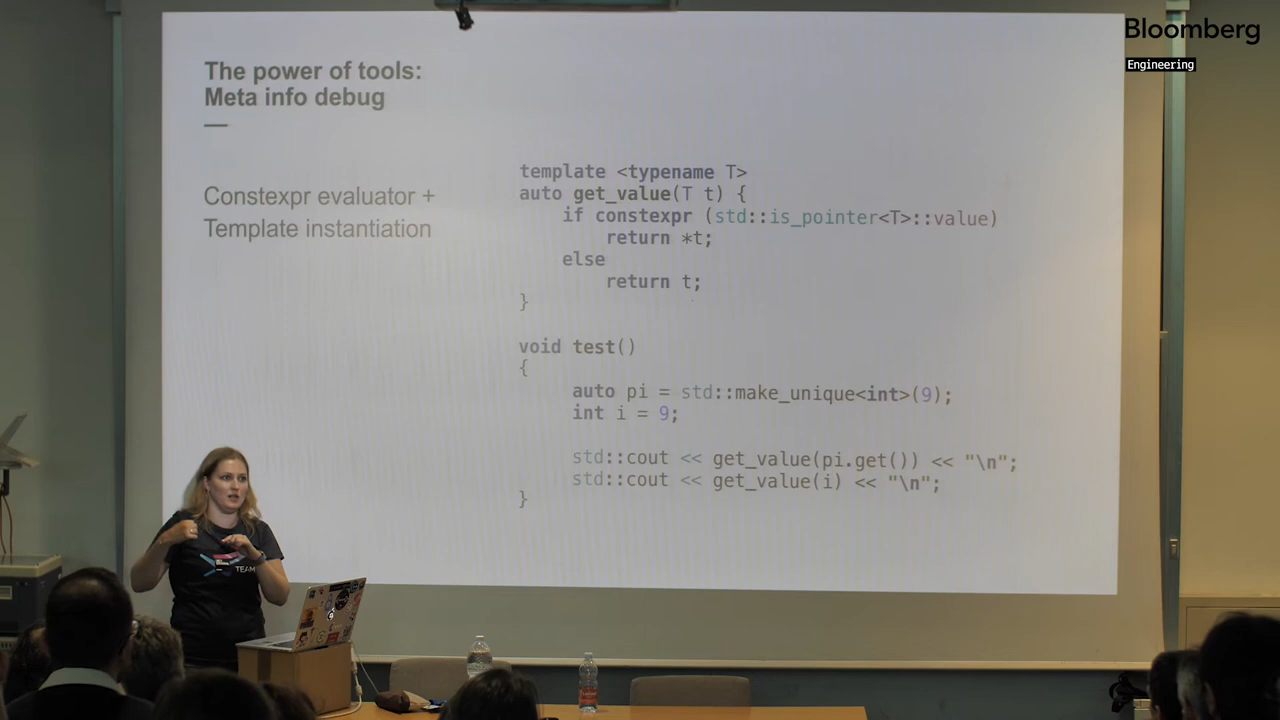 Bloomberg
Engineering
The power of tools:
Meta info debug
Constexpr evaluator +
Template instantiation
template <typename T>
auto get_value(T t) {
    if constexpr (std::is_pointer<T>::value)
        return *t;
    else
        return t;
}
void test()
{
    auto pi = std::make_unique<int>(9);
    int i = 9;
    std::cout << get_value(pi.get()) << "\n";
    std::cout << get_value(i) << "\n";
}
TEAM